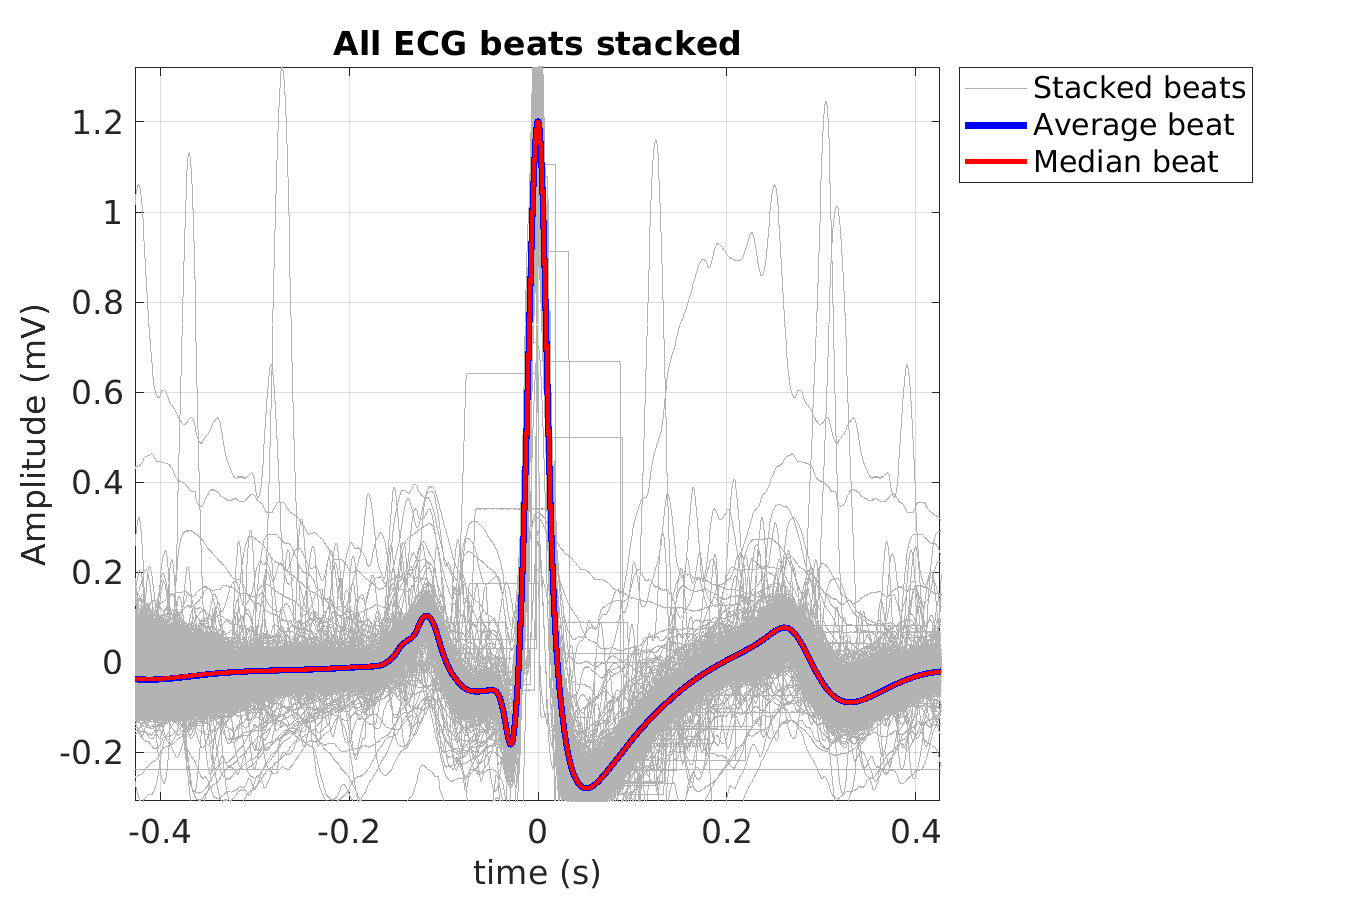 All ECG beats stacked
Stacked beats
Average beat
Median beat
1.2
1
0.8
0.6
0.4
0.2
0
-0.2
Amplitude (mV)
-0.4 -0.2 0 0.2 0.4
time (s)